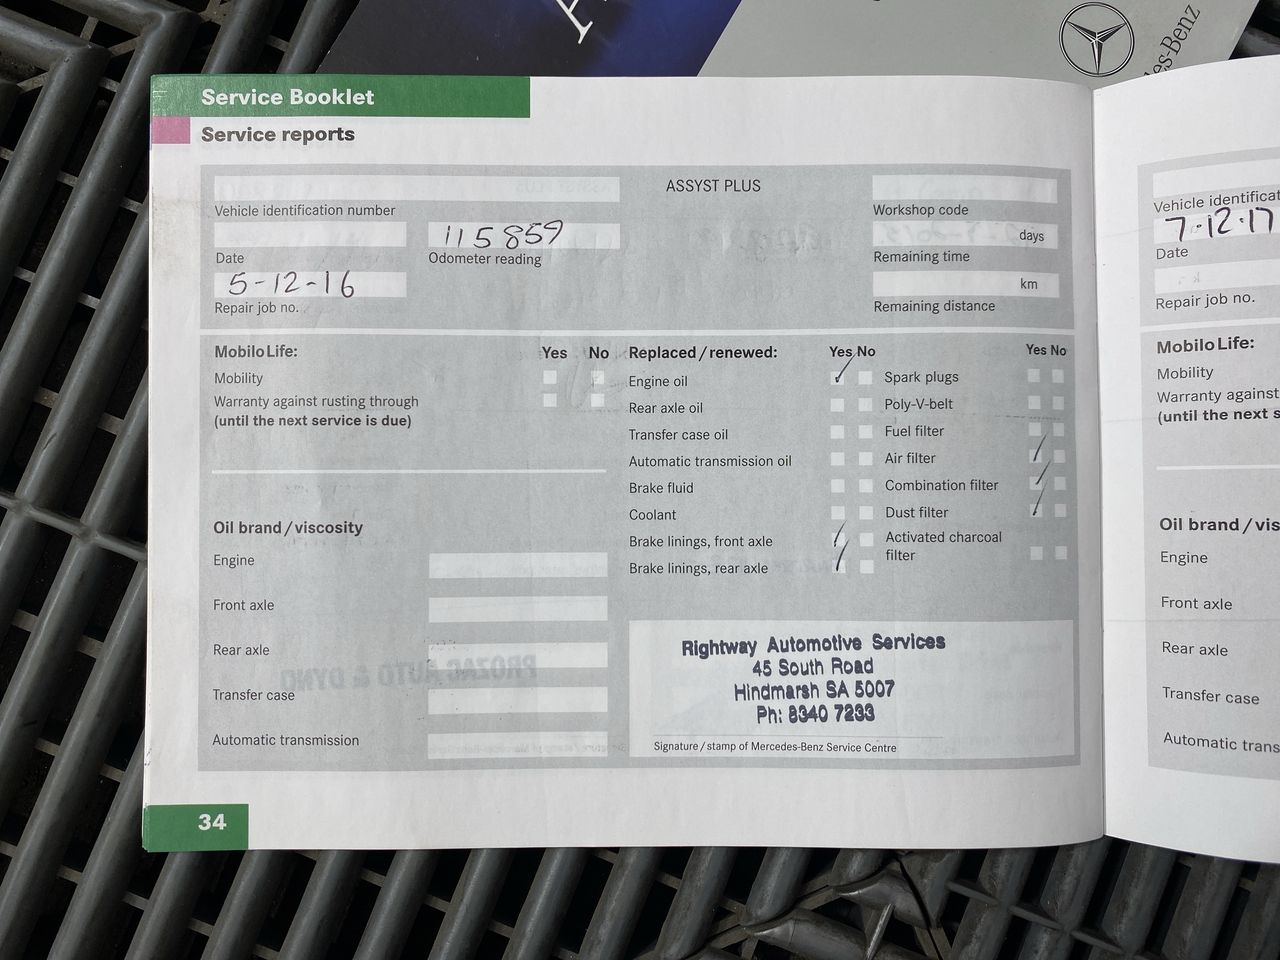 es-Benz
Service Booklet
Service reports
ASSYST PLUS
Vehicle identification number
Workshop code
115859
days
Date
Odometer reading
Remaining time
5-12-16
km
Repair job no.
Remaining distance
MobiloLife:
Yes No
Mobility
Warranty against rusting through
(until the next service is due)
Oil brand/viscosity
Engine
Front axle
Rear axle
Transfer case
Automatic transmission
Replaced/renewed:
Yes No
Engine oil
Rear axle oil
Transfer case oil
Automatic transmission oil
Brake fluid
Coolant
Brake linings, front axle
Brake linings, rear axle
Yes No
Spark plugs
Poly-V-belt
Fuel filter
Air filter
Combination filter
Dust filter
Activated charcoal
filter
Rightway Automotive Services
45 South Road
Hindmarsh SA 5007
Ph: 8340 7233
Signature/stamp of Mercedes-Benz Service Centre
34
Vehicle identificat
7.12.17
Date
Repair job no.
MobiloLife:
Mobility
Warranty against
(until the next s
Oil brand/vis
Engine
Front axle
Rear axle
Transfer case
Automatic trans